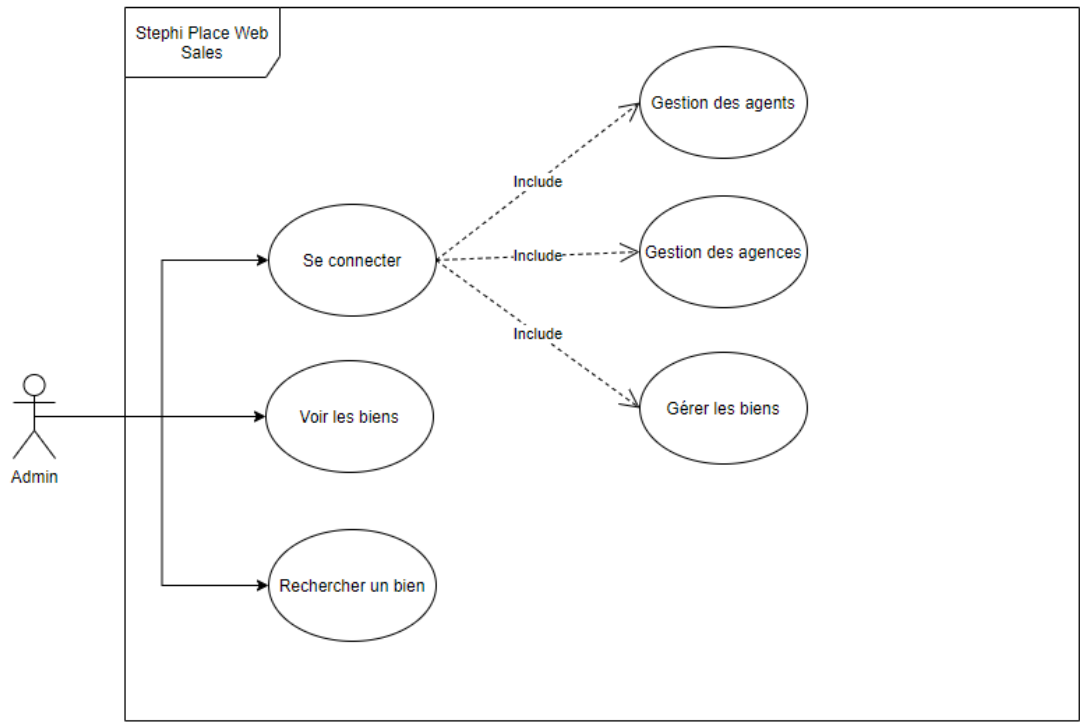 Stephi Place Web
Sales
Gestion des agents
Include
Gestion des agences
Include
Se connecter
Include
Gérer les biens
Voir les biens
Admin
Rechercher un bien